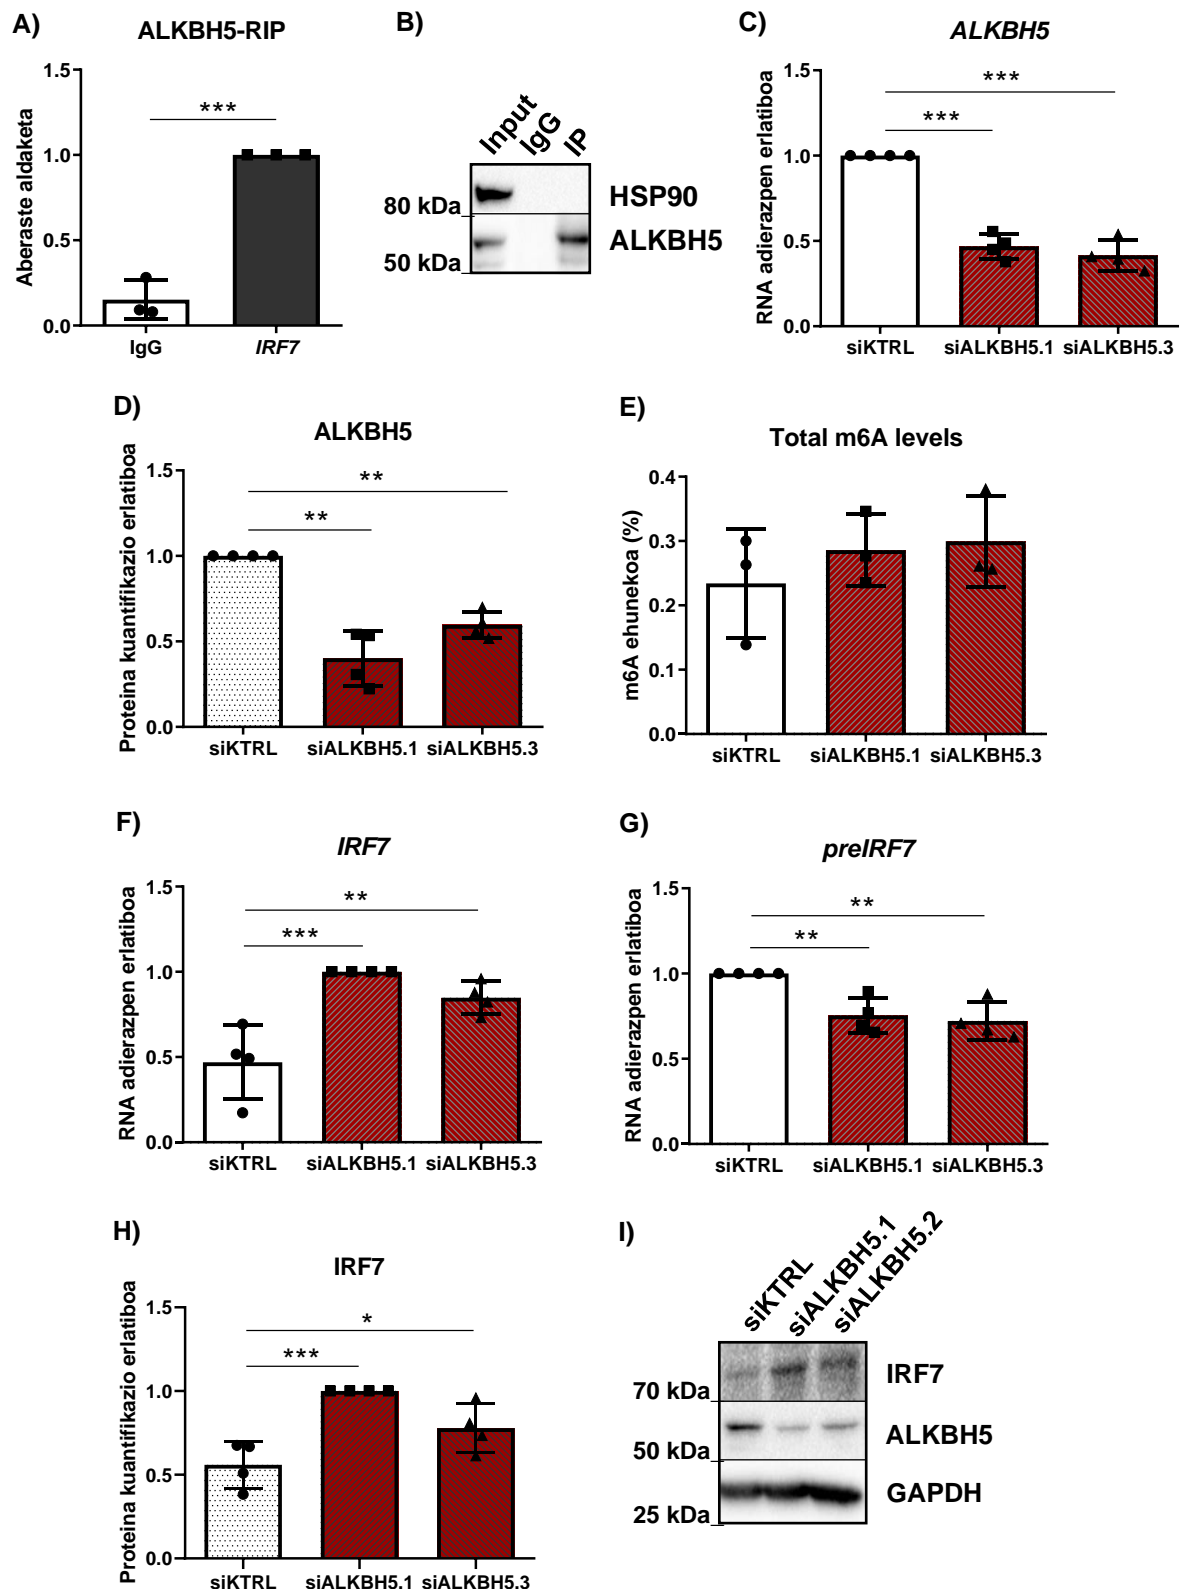 A)
ALKBH5-RIP
Aberaste aldaketa
1.5
1.0
0.5
0.0
***
IgG
IRF7
B)
Input
IgG
IP
80 kDa
HSP90
50 kDa
ALKBH5
C)
ALKBH5
RNA adierazpen erlatiboa
1.5
1.0
0.5
0.0
***
***
siKTRL
siALKBH5.1
siALKBH5.3
D)
ALKBH5
Proteina kuantifikazio erlatiboa
1.5
1.0
0.5
0.0
**
**
siKTRL
siALKBH5.1
siALKBH5.3
E)
Total m6A levels
m6A ehunekoa (%)
0.4
0.3
0.2
0.1
0.0
siKTRL
siALKBH5.1
siALKBH5.3
F)
IRF7
RNA adierazpen erlatiboa
1.5
1.0
0.5
0.0
**
***
siKTRL
siALKBH5.1
siALKBH5.3
G)
preIRF7
RNA adierazpen erlatiboa
1.5
1.0
0.5
0.0
**
**
siKTRL
siALKBH5.1
siALKBH5.3
H)
IRF7
Proteina kuantifikazio erlatiboa
1.5
1.0
0.5
0.0
*
***
siKTRL
siALKBH5.1
siALKBH5.3
I)
siKTRL
siALKBH5.1
siALKBH5.2
70 kDa
IRF7
50 kDa
ALKBH5
25 kDa
GAPDH